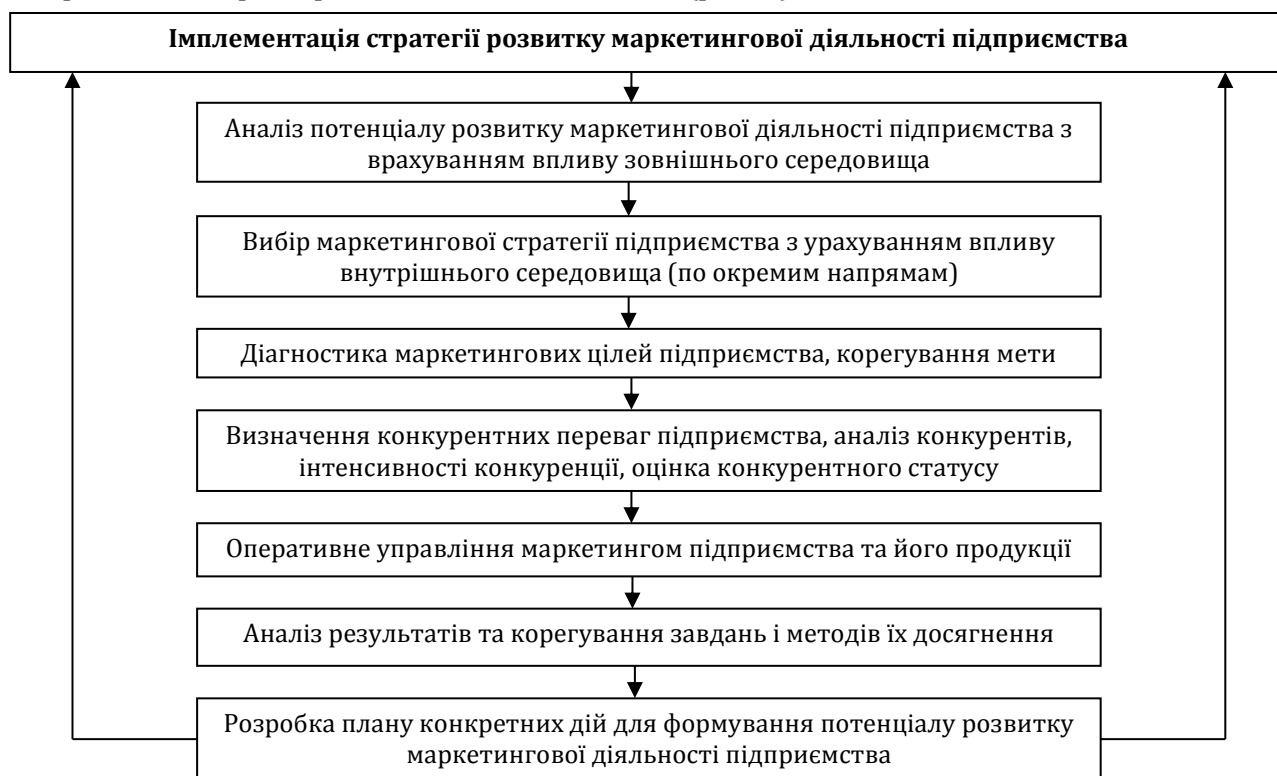 Імплементація стратегії розвитку маркетингової діяльності підприємства
Аналіз потенціалу розвитку маркетингової діяльності підприємства з
врахуванням впливу зовнішнього середовища
Вибір маркетингової стратегії підприємства з урахуванням впливу
внутрішнього середовища (по окремим напрямам)
Діагностика маркетингових цілей підприємства, корегування мети
Визначення конкурентних переваг підприємства, аналіз конкурентів,
інтенсивності конкуренції, оцінка конкурентного статусу
Оперативне управління маркетингом підприємства та його продукції
Аналіз результатів та корегування завдань і методів їх досягнення
Розробка плану конкретних дій для формування потенціалу розвитку
маркетингової діяльності підприємства